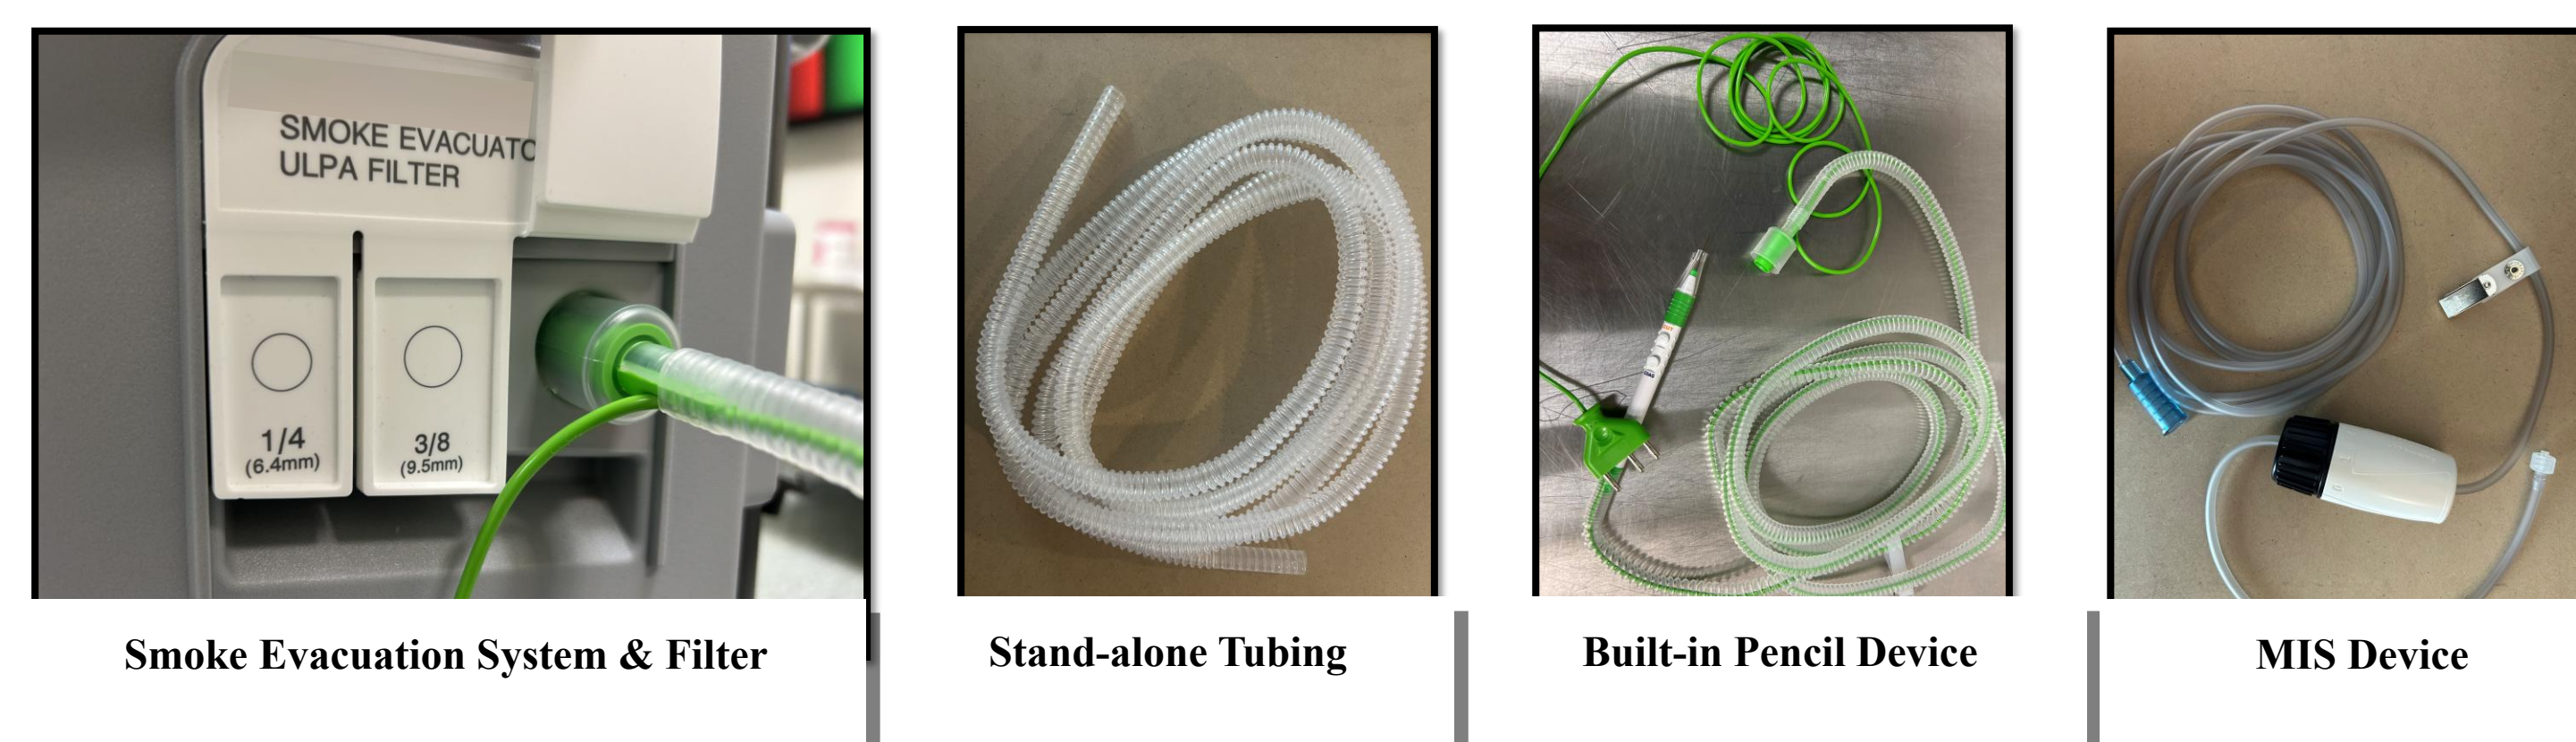 SMOKE EVACUATO
ULPA FILTER
1/4
(6.4mm)
3/8
(9.5mm)
Smoke Evacuation System & Filter
Stand-alone Tubing
Built-in Pencil Device
MIS Device